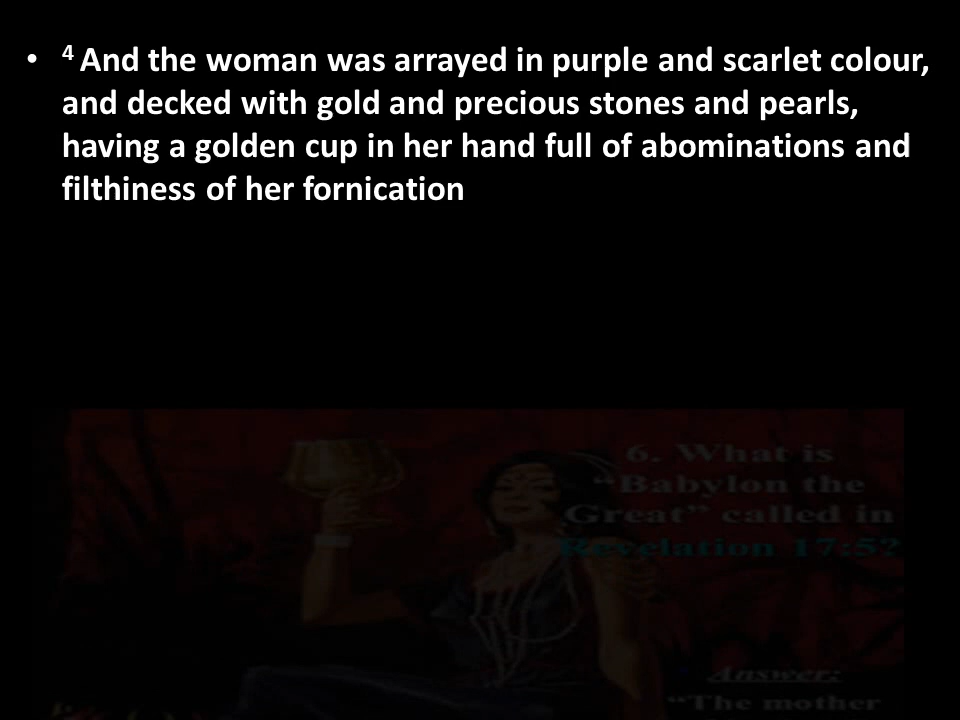 • 4 And the woman was arrayed in purple and scarlet colour,
and decked with gold and precious stones and pearls,
having a golden cup in her hand full of abominations and
filthiness of her fornication
6. What is
“Babylon the
Great” called in
Revelation 17:5?
Answer:
“The mother